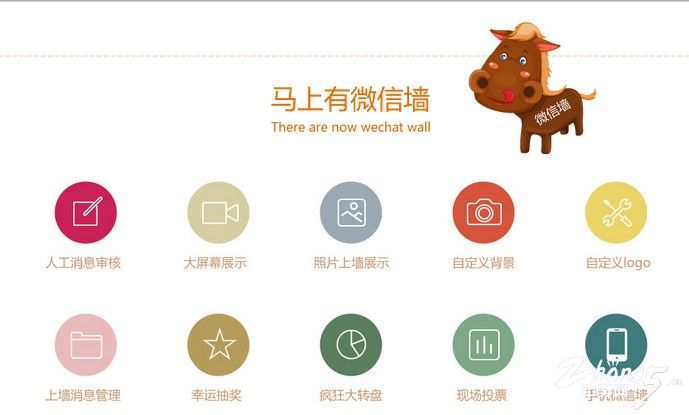 马上有微信墙
There are now wechat wall
微信墙
人工消息审核
大屏幕展示
照片上墙展示
自定义背景
自定义logo
上墙消息管理
幸运抽奖
疯狂大转盘
现场投票
手机微信墙